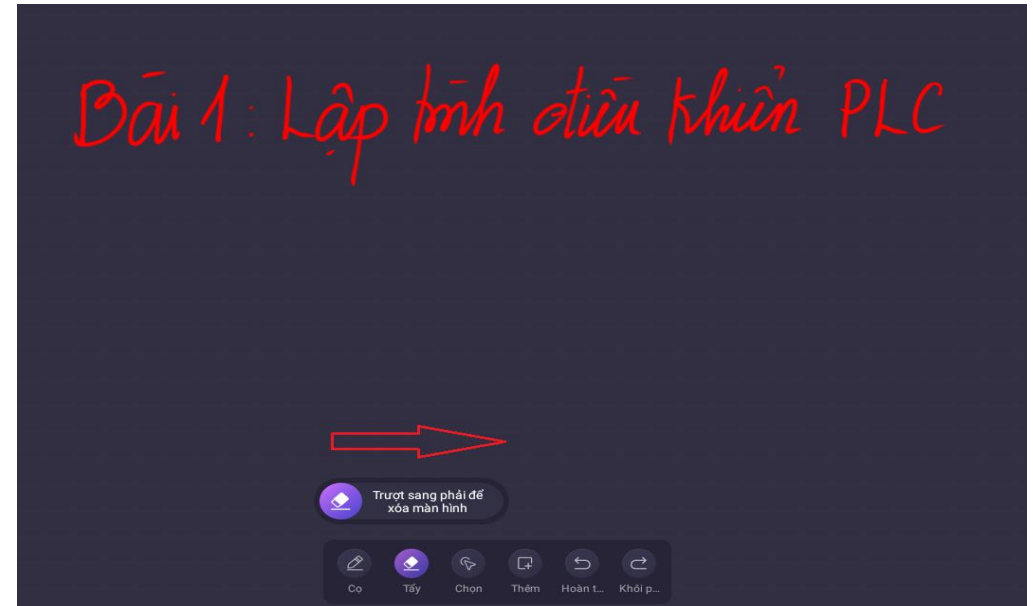 Bài 1: Lập trình điều khiển PLC
Trượt sang phải để
xóa màn hình
Cọ Tẩy Chọn Thêm Hoàn t... Khôi p...